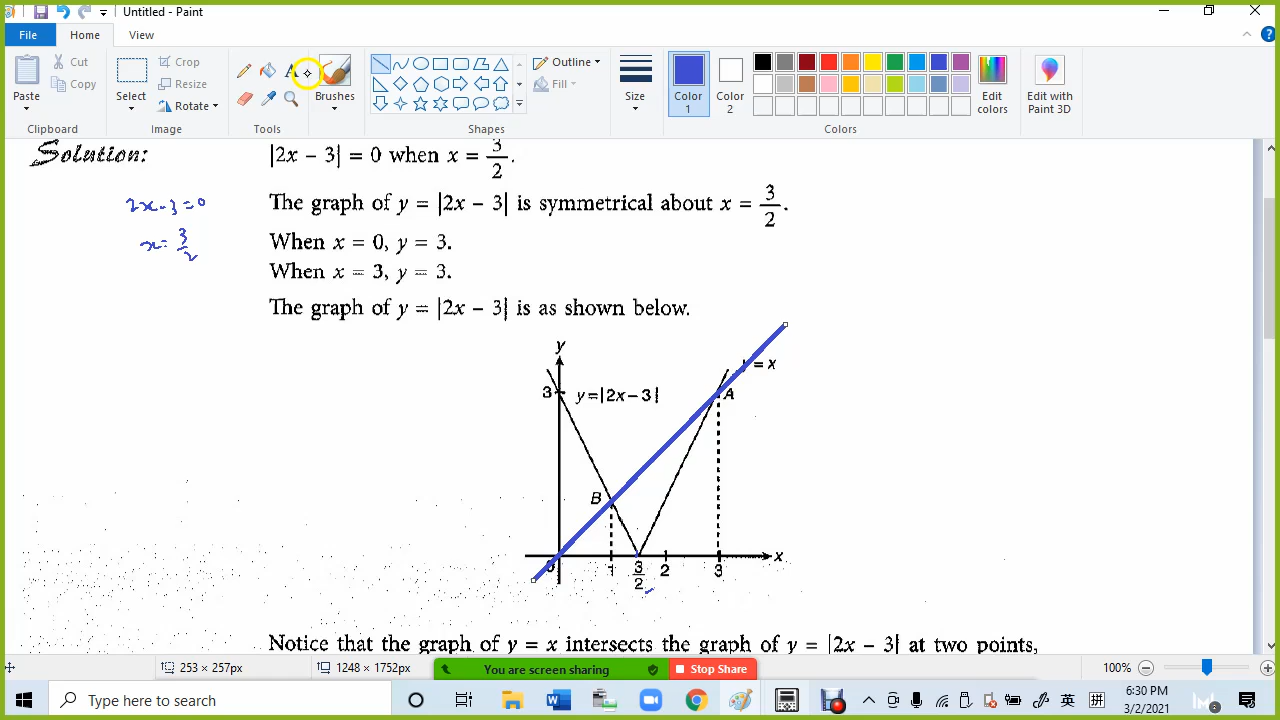 Untitled - Paint
File Home View
Paste
Cut
Copy
Clipboard
Select
Crop
Resize
Rotate
Image
A
Tools
Brushes
Outline
Fill
Shapes
Size
Color 1
Color 2
Edit colors
Edit with Paint 3D
Colors
Solution:
|2x − 3| = 0 when x = 3/2.
2x-3=0
The graph of y = |2x − 3| is symmetrical about x = 3/2.
x= 3/2
When x = 0, y = 3.
When x = 3, y = 3.
The graph of y = |2x − 3| is as shown below.
y
= x
3
y=|2x−3|
A
B
0 1 3/2 2 3 x
Notice that the graph of y = x intersects the graph of y = |2x − 3| at two points,
253 × 257px
1248 × 1752px
100%
You are screen sharing
Stop Share
Type here to search
英
拼
6:30 PM
3/2/2021